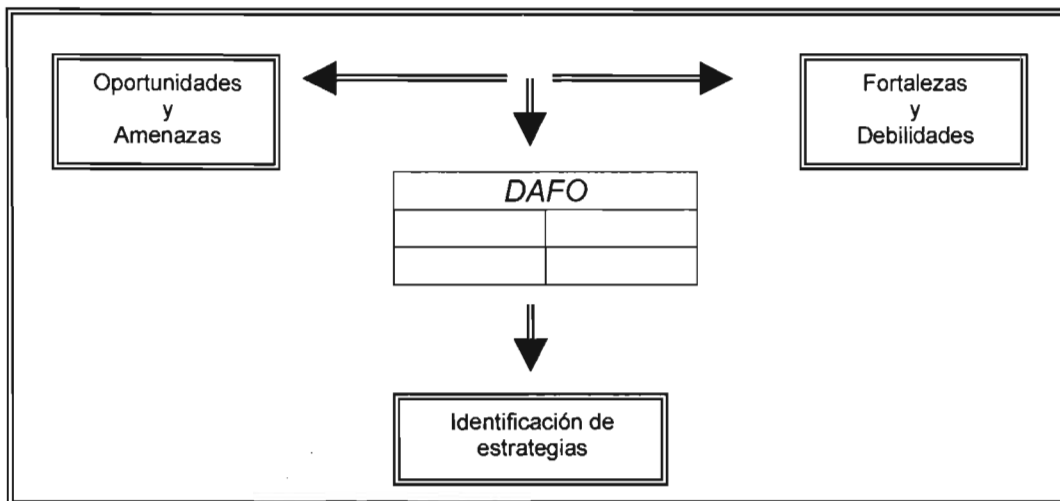 Oportunidades
y
Amenazas
Fortalezas
y
Debilidades
DAFO
Identificación de
estrategias